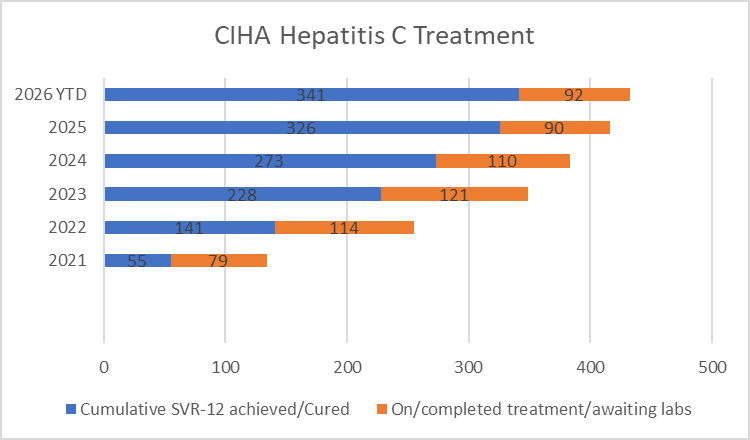 CIHA Hepatitis C Treatment
2026 YTD 341 92
2025 326 90
2024 273 110
2023 228 121
2022 141 114
2021 55 79
0 100 200 300 400 500
Cumulative SVR-12 achieved/Cured On/completed treatment/awaiting labs